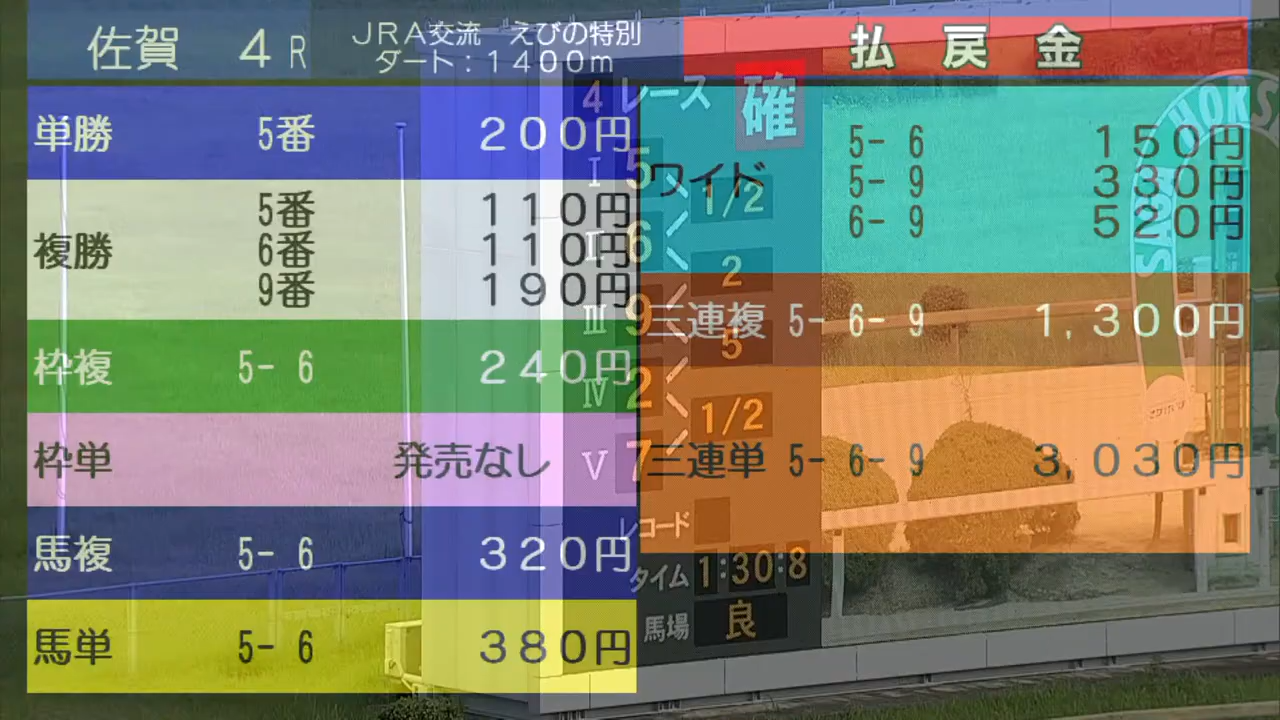 佐賀 4R
JRA交流 えびの特別
ダート:1400m
払戻金
単勝 5番 200円
複勝
5番 110円
6番 110円
9番 190円
枠複 5-6 240円
枠単 発売なし
馬複 5-6 320円
馬単 5-6 380円
ワイド
5-6 150円
5-9 330円
6-9 520円
三連複 5-6-9 1,300円
三連単 5-6-9 3,030円
4レース 確
I 5
1/2
6
2
III 9
5
IV 2
1/2
V 7
レコード
タイム 1:30:8
馬場 良